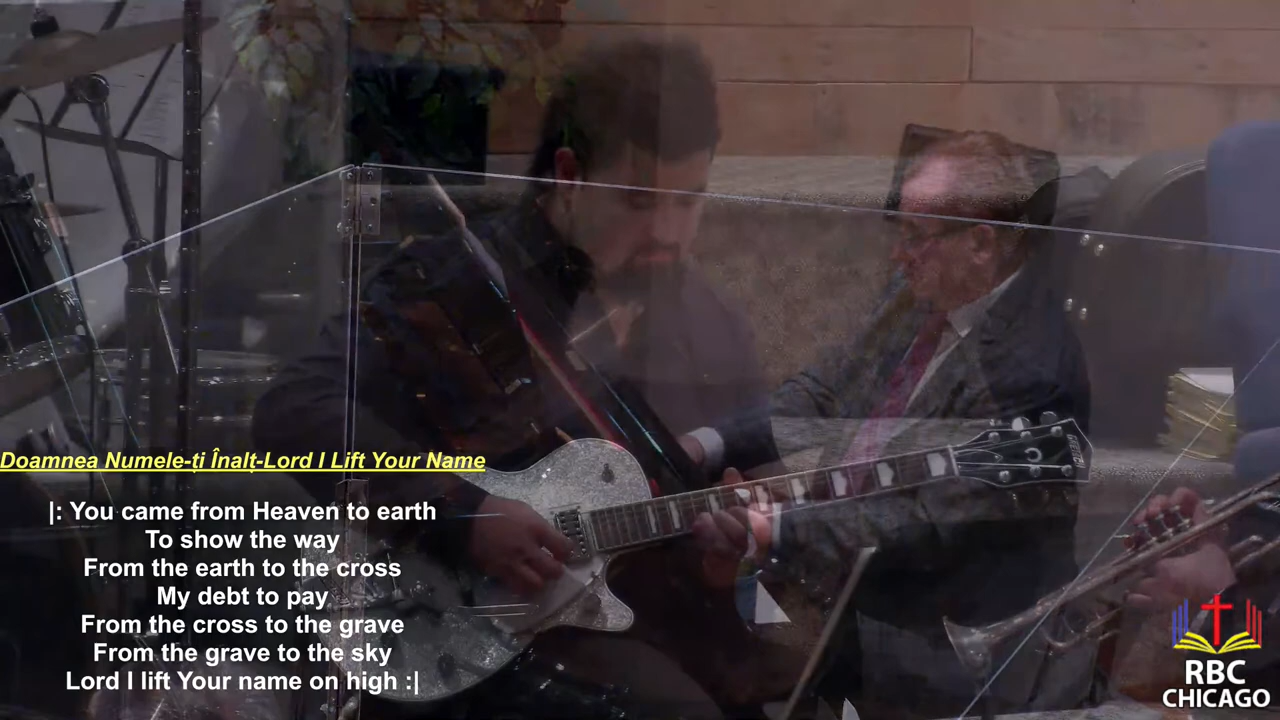 Doamnea Numele-ți Înalț-Lord I Lift Your Name
|: You came from Heaven to earth
To show the way
From the earth to the cross
My debt to pay
From the cross to the grave
From the grave to the sky
Lord I lift Your name on high :|
RBC
CHICAGO